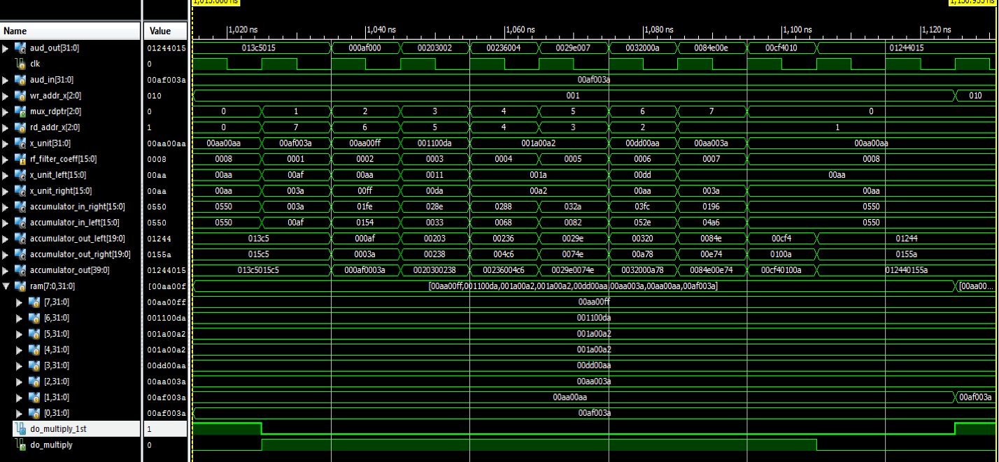 1,015.000 ns 1,130.955 ns
Name Value 1,020 ns 1,040 ns 1,060 ns 1,080 ns 1,100 ns 1,120 ns
aud_out[31:0] 01244015 013c5015 000af000 00203002 00236004 0029e007 0032000a 0084e00e 00cf4010 01244015
clk 0
aud_in[31:0] 00af003a 00af003a
wr_addr_x[2:0] 010 001 010
mux_rdptr[2:0] 0 0 1 2 3 4 5 6 7 0
rd_addr_x[2:0] 1 0 7 6 5 4 3 2 1
x_unit[31:0] 00aa00aa 00aa00aa 00af003a 00aa00ff 001100da 001a00a2 00dd00aa 00aa003a 00aa00aa
rf_filter_coeff[15:0] 0008 0008 0001 0002 0003 0004 0005 0006 0007 0008
x_unit_left[15:0] 00aa 00aa 00af 00aa 0011 001a 00dd 00aa
x_unit_right[15:0] 00aa 00aa 003a 00ff 00da 00a2 00aa 003a 00aa
accumulator_in_right[15:0] 0550 0550 003a 01fe 028e 0288 032a 03fc 0196 0550
accumulator_in_left[15:0] 0550 0550 00af 0154 0033 0068 0082 052e 04a6 0550
accumulator_out_left[19:0] 01244 013c5 000af 00203 00236 0029e 00320 0084e 00cf4 01244
accumulator_out_right[19:0] 0155a 015c5 0003a 00238 004c6 0074e 00a78 00e74 0100a 0155a
accumulator_out[39:0] 01244015 013c5015c5 000af0003a 0020300238 00236004c6 0029e0074e 0032000a78 0084e00e74 00cf40100a 012440155a
ram[7:0,31:0] [00aa00f [00aa00ff,001100da,001a00a2,001a00a2,00dd00aa,00aa003a,00aa00aa,00af003a] [00aa00...
[7,31:0] 00aa00ff 00aa00ff
[6,31:0] 001100da 001100da
[5,31:0] 001a00a2 001a00a2
[4,31:0] 001a00a2 001a00a2
[3,31:0] 00dd00aa 00dd00aa
[2,31:0] 00aa003a 00aa003a
[1,31:0] 00af003a 00aa00aa 00af003a
[0,31:0] 00af003a 00af003a
do_multiply_1st 1
do_multiply 0